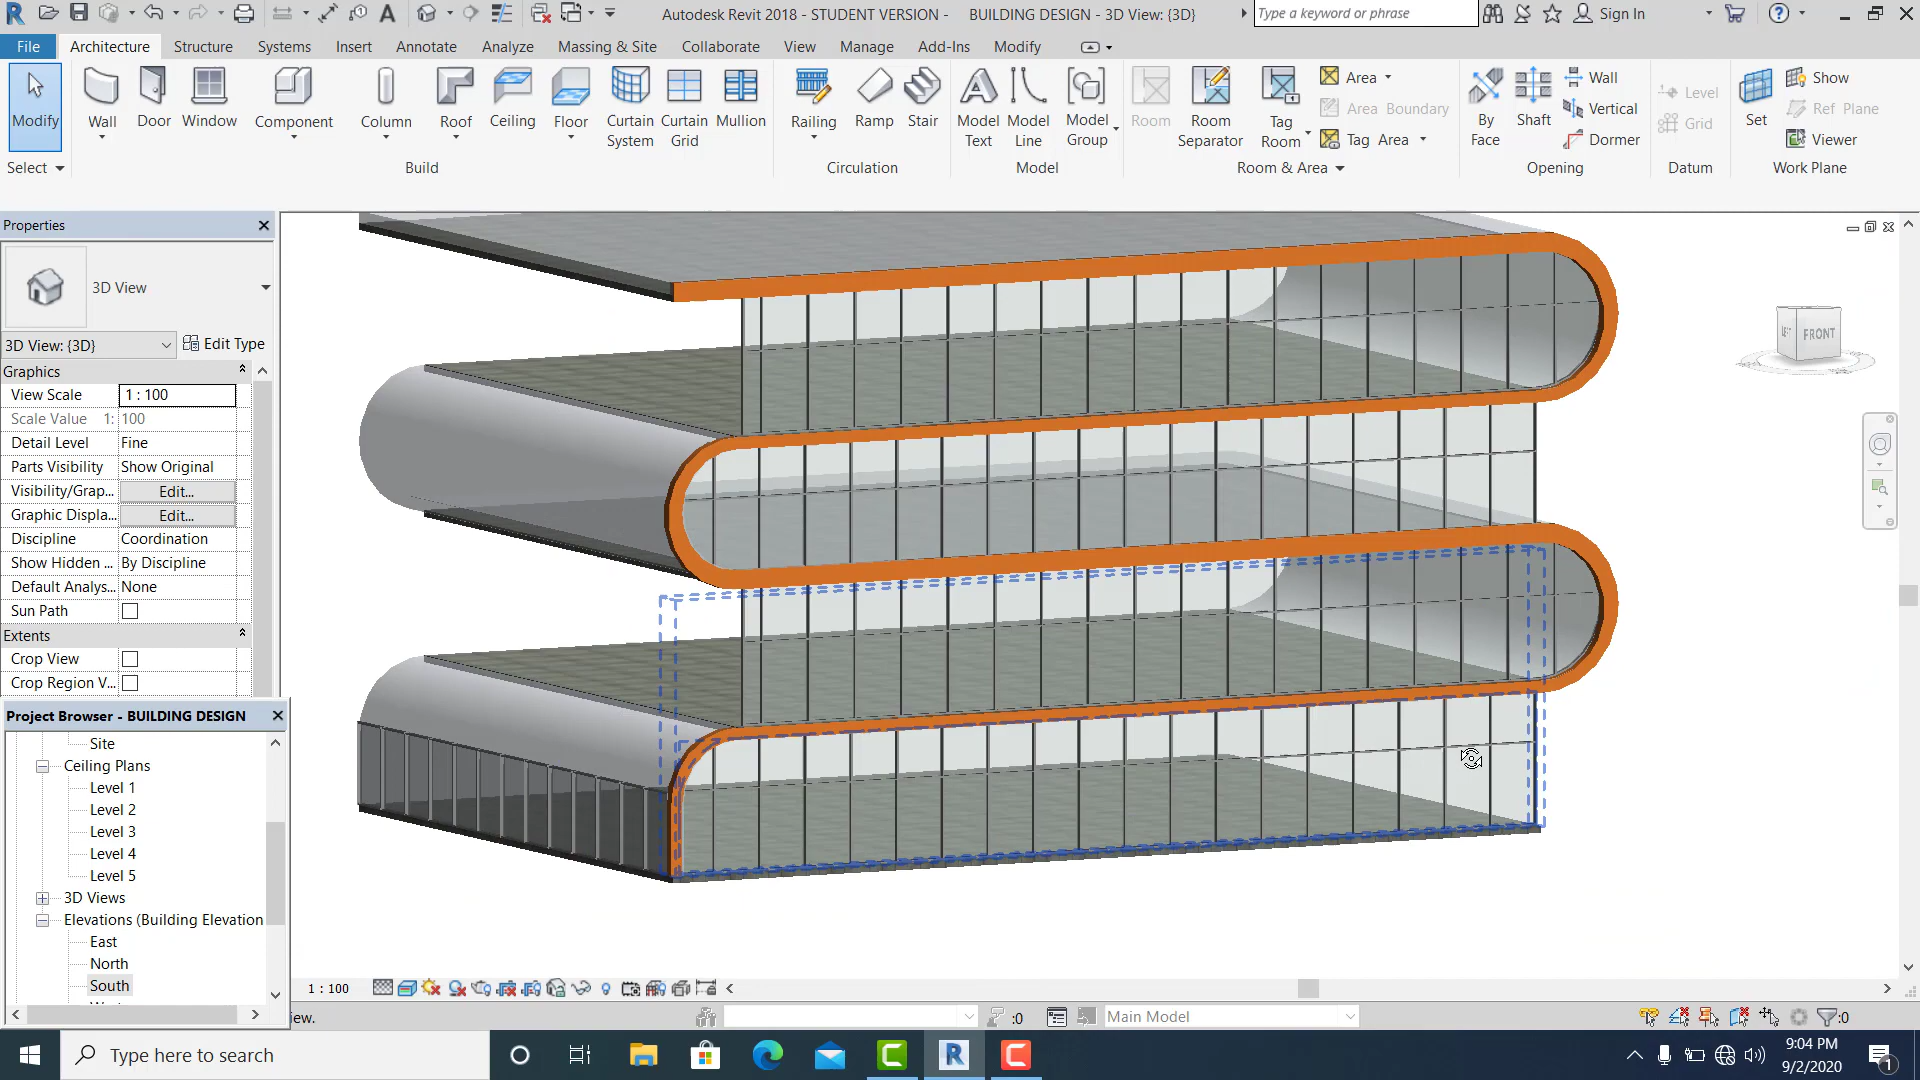 Autodesk Revit 2018 - STUDENT VERSION - BUILDING DESIGN - 3D View: {3D}
Type a keyword or phrase
Sign In
File Architecture Structure Systems Insert Annotate Analyze Massing & Site Collaborate View Manage Add-Ins Modify
Modify Wall Door Window Component Column Roof Ceiling Floor Curtain System Curtain Grid Mullion
Railing Ramp Stair
Model Text Model Line Model Group
Room Room Separator Tag Room
Area
Area Boundary
Tag Area
By Face Shaft Wall
Vertical
Dormer
Level
Grid
Set Show
Ref Plane
Viewer
Select Build Circulation Model Room & Area Opening Datum Work Plane
Properties
3D View
3D View: {3D} Edit Type
Graphics
View Scale 1 : 100
Scale Value 1: 100
Detail Level Fine
Parts Visibility Show Original
Visibility/Grap... Edit...
Graphic Displa... Edit...
Discipline Coordination
Show Hidden ... By Discipline
Default Analys... None
Sun Path
Extents
Crop View
Crop Region V...
Project Browser - BUILDING DESIGN
Site
Ceiling Plans
Level 1
Level 2
Level 3
Level 4
Level 5
3D Views
Elevations (Building Elevation
East
North
South
LEFT FRONT
1 : 100
iew.
:0
Main Model
:0
Type here to search
9:04 PM
9/2/2020
1